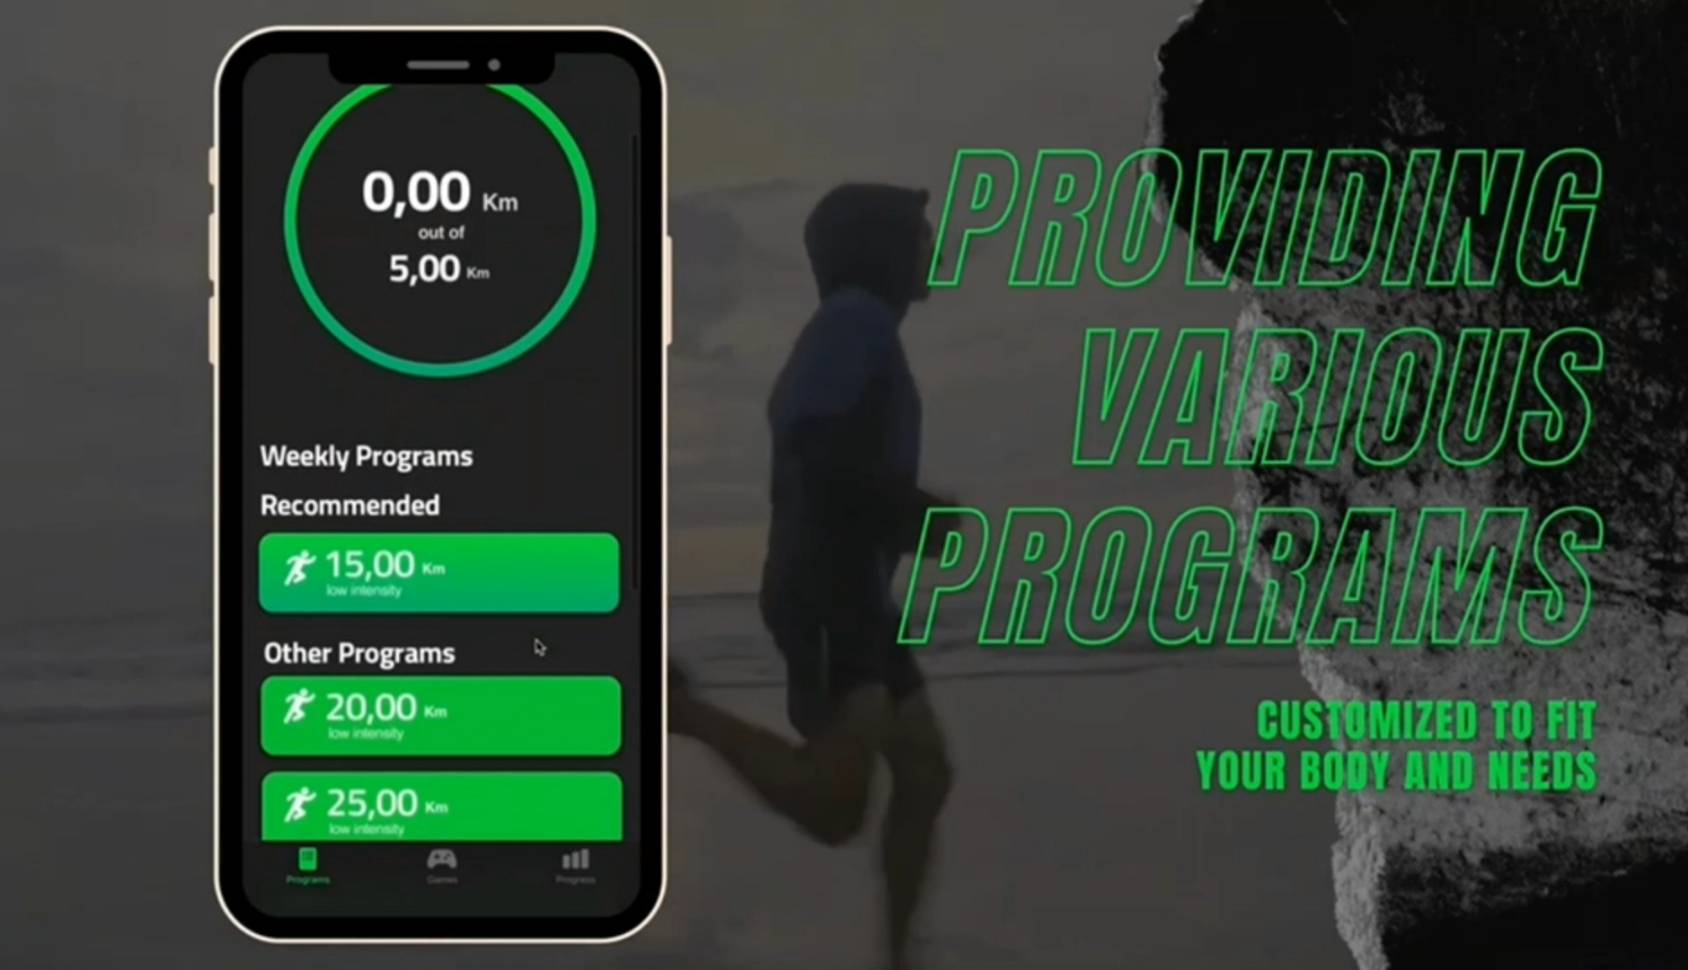 0,00 Km
out of
5,00 Km
Weekly Programs
Recommended
15,00 Km
low intensity
Other Programs
20,00 Km
low intensity
25,00 Km
low intensity
Programs
Games
Progress
PROVIDING
VARIOUS
PROGRAMS
CUSTOMIZED TO FIT
YOUR BODY AND NEEDS